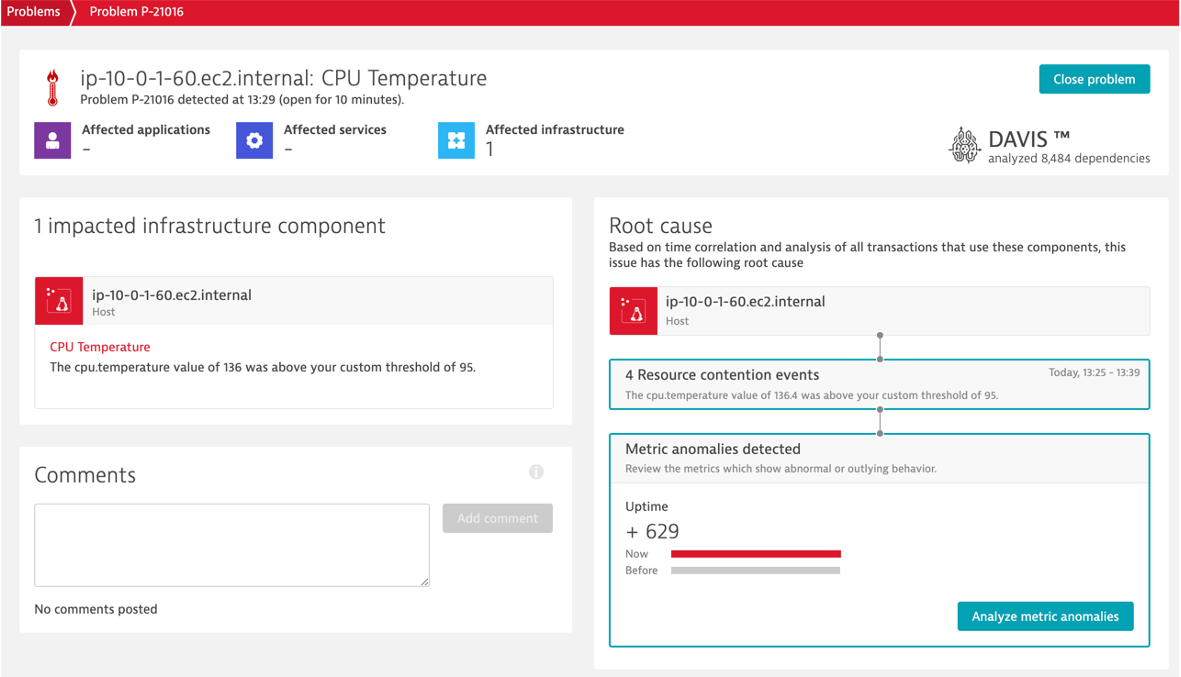 Problems
Problem P-21016
ip-10-0-1-60.ec2.internal: CPU Temperature
Problem P-21016 detected at 13:29 (open for 10 minutes).
Close problem
Affected applications
–
Affected services
–
Affected infrastructure
1
DAVIS ™
analyzed 8,484 dependencies
1 impacted infrastructure component
ip-10-0-1-60.ec2.internal
Host
CPU Temperature
The cpu.temperature value of 136 was above your custom threshold of 95.
Comments
Add comment
No comments posted
Root cause
Based on time correlation and analysis of all transactions that use these components, this
issue has the following root cause
ip-10-0-1-60.ec2.internal
Host
4 Resource contention events
Today, 13:25 - 13:39
The cpu.temperature value of 136.4 was above your custom threshold of 95.
Metric anomalies detected
Review the metrics which show abnormal or outlying behavior.
Uptime
+ 629
Now
Before
Analyze metric anomalies